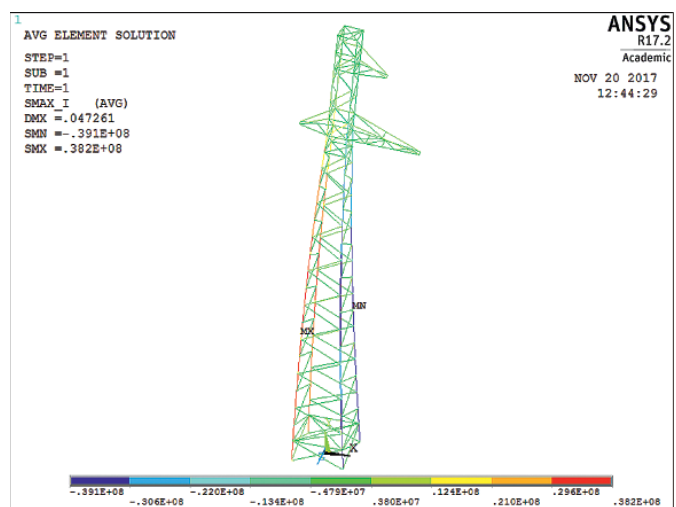 1
AVG ELEMENT SOLUTION
STEP=1
SUB =1
TIME=1
SMAX_I (AVG)
DMX =.047261
SMN =-.391E+08
SMX =.382E+08
ANSYS
R17.2
Academic
NOV 20 2017
12:44:29
MN
MX
X
-.391E+08 -.220E+08 -.479E+07 .124E+08 .296E+08
-.306E+08 -.134E+08 .380E+07 .210E+08 .382E+08